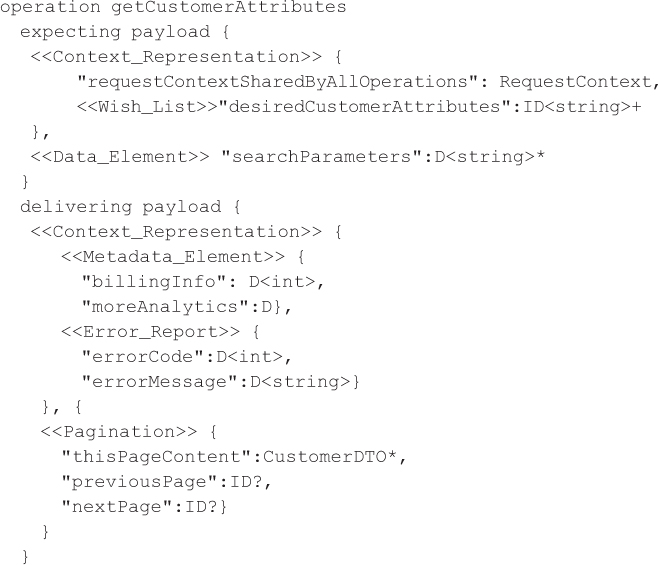 operation getCustomerAttributes
expecting payload {
<<Context_Representation>> {
"requestContextSharedByAllOperations": RequestContext,
<<Wish_List>>"desiredCustomerAttributes":ID<string>+
},
<<Data_Element>> "searchParameters":D<string>*
}
delivering payload {
<<Context_Representation>> {
<<Metadata_Element>> {
"billingInfo": D<int>,
"moreAnalytics":D},
<<Error_Report>> {
"errorCode":D<int>,
"errorMessage":D<string>}
}, {
<<Pagination>> {
"thisPageContent":CustomerDTO*,
"previousPage":ID?,
"nextPage":ID?}
}
}